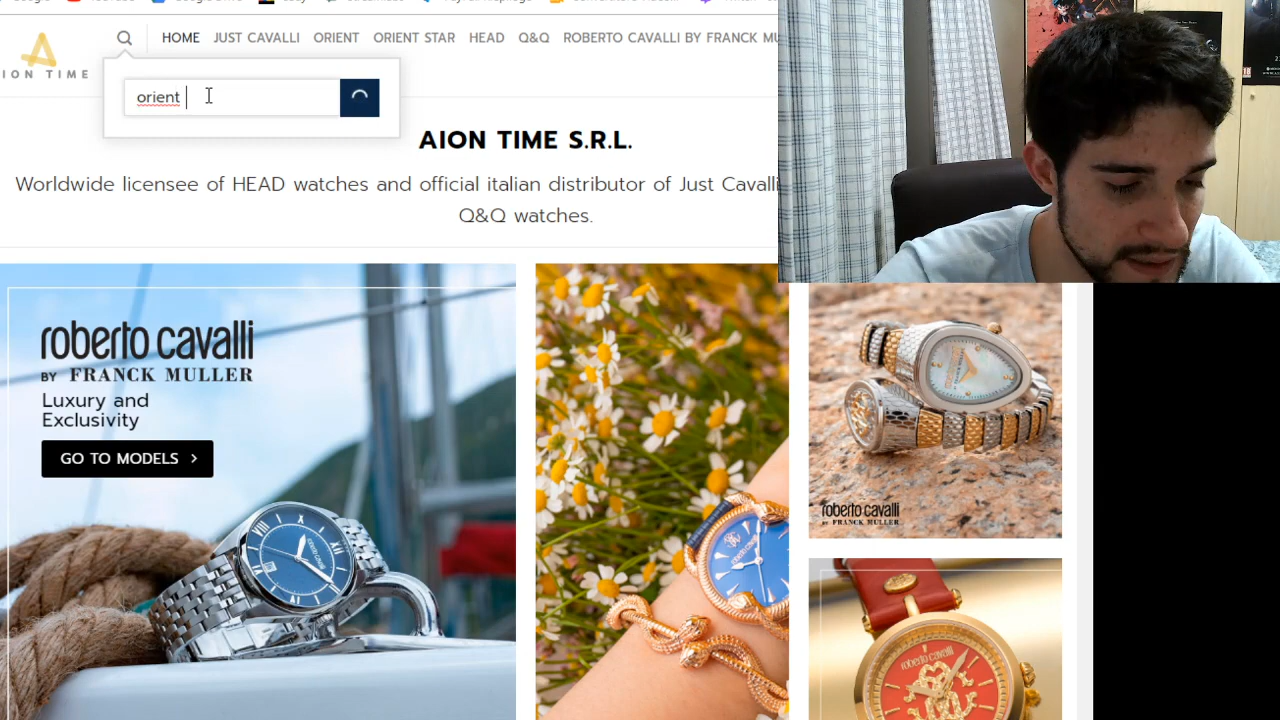 ION TIME
HOME JUST CAVALLI ORIENT ORIENT STAR HEAD Q&Q ROBERTO CAVALLI BY FRANCK MU
orient
AION TIME S.R.L.
Worldwide licensee of HEAD watches and official italian distributor of Just Cavalli
Q&Q watches.
roberto cavalli
BY FRANCK MULLER
Luxury and
Exclusivity
GO TO MODELS
roberto cavalli
BY FRANCK MULLER
roberto cavalli